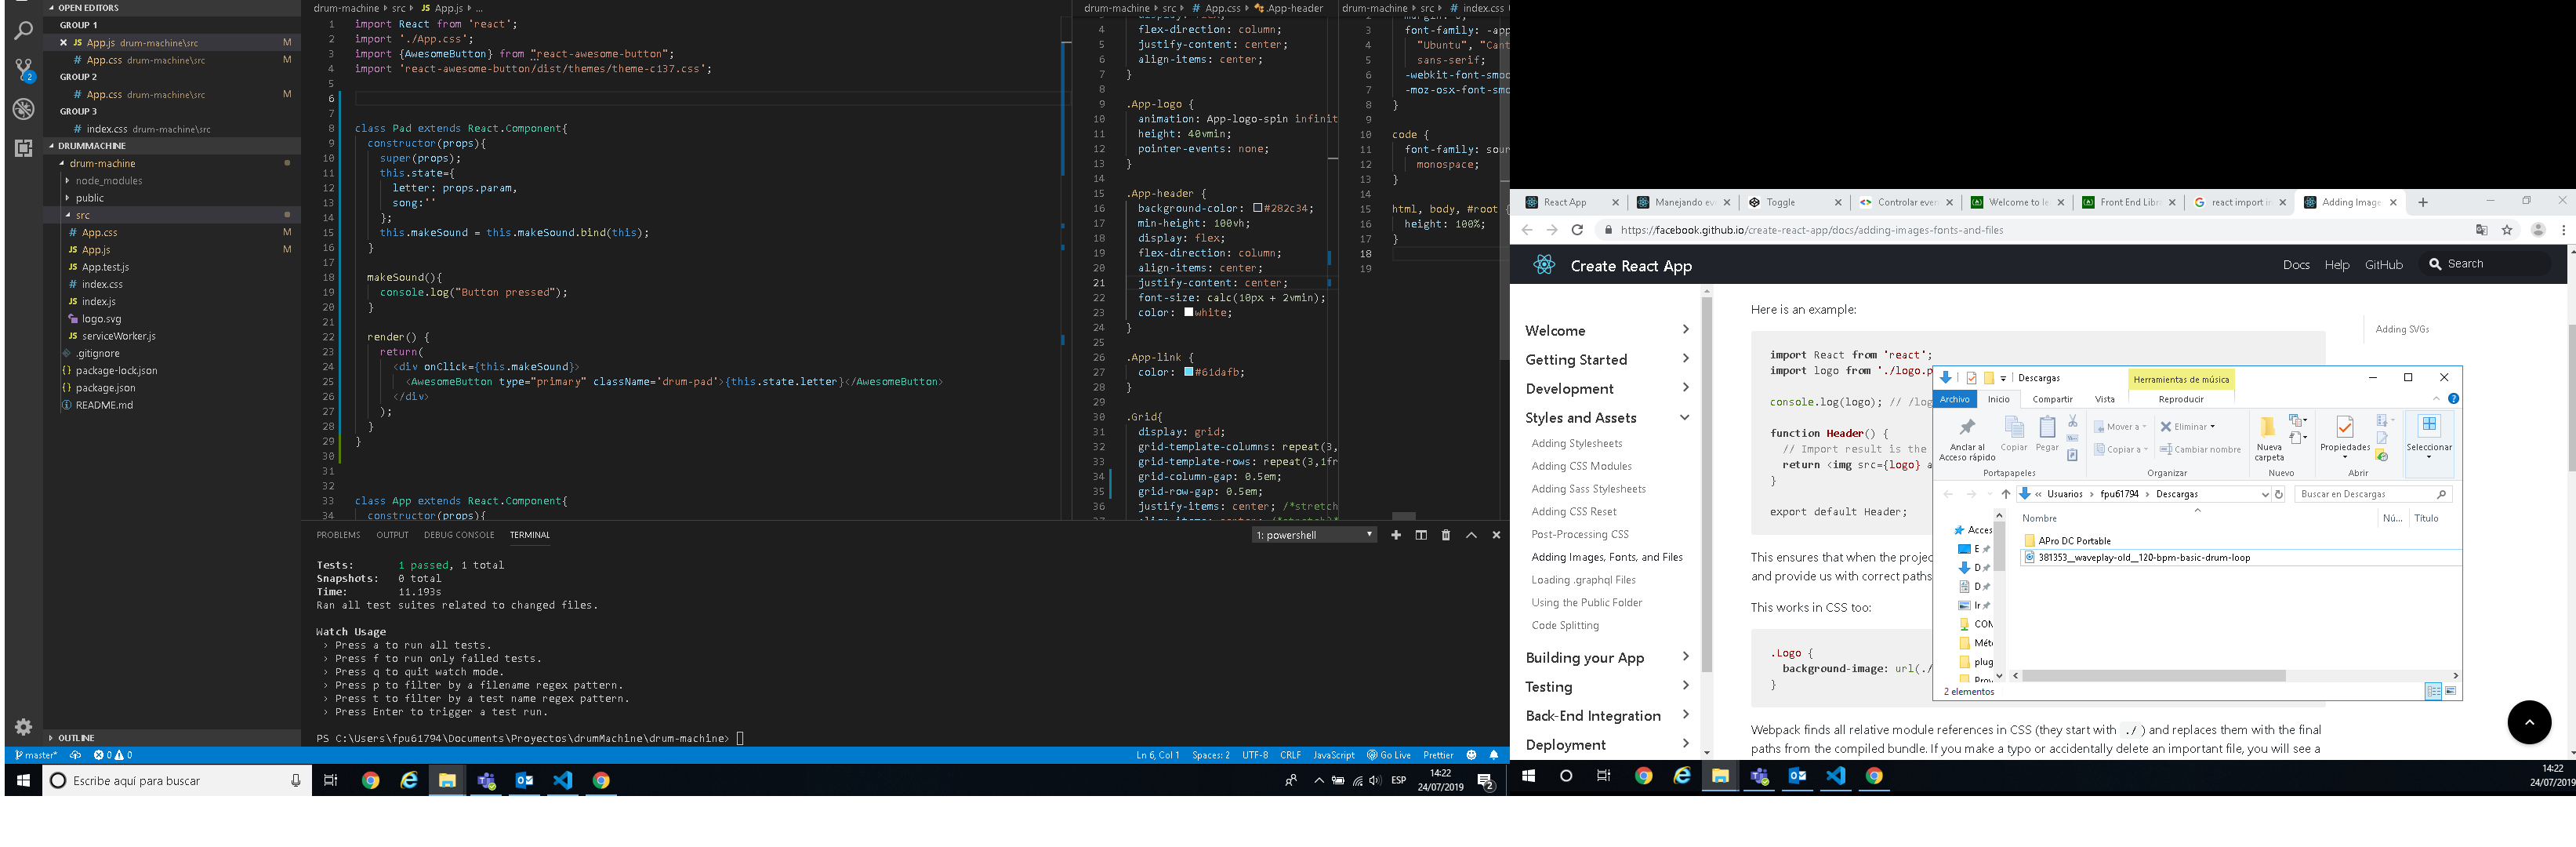 OPEN EDITORS
GROUP 1
App.js drum-machine\src M
App.css drum-machine\src M
GROUP 2
App.css drum-machine\src M
GROUP 3
index.css drum-machine\src
DRUMMACHINE
drum-machine
node_modules
public
src
App.css M
App.js M
App.test.js
index.css
index.js
logo.svg
serviceWorker.js
.gitignore
package-lock.json
package.json
README.md
OUTLINE
drum-machine ▸ src ▸ JS App.js ▸ ...
1 import React from 'react';
2 import './App.css';
3 import {AwesomeButton} from "react-awesome-button";
4 import 'react-awesome-button/dist/themes/theme-c137.css';
5
6
7
8 class Pad extends React.Component{
9 constructor(props){
10 super(props);
11 this.state={
12 letter: props.param,
13 song:''
14 };
15 this.makeSound = this.makeSound.bind(this);
16 }
17
18 makeSound(){
19 console.log("Button pressed");
20 }
21
22 render() {
23 return(
24 <div onClick={this.makeSound}>
25 <AwesomeButton type="primary" className='drum-pad'>{this.state.letter}</AwesomeButton>
26 </div>
27 );
28 }
29 }
30
31
32
33 class App extends React.Component{
34 constructor(props){
drum-machine ▸ src ▸ # App.css ▸ .App-header
3 display: flex;
4 flex-direction: column;
5 justify-content: center;
6 align-items: center;
7 }
8
9 .App-logo {
10 animation: App-logo-spin infinit
11 height: 40vmin;
12 pointer-events: none;
13 }
14
15 .App-header {
16 background-color: #282c34;
17 min-height: 100vh;
18 display: flex;
19 flex-direction: column;
20 align-items: center;
21 justify-content: center;
22 font-size: calc(10px + 2vmin);
23 color: white;
24 }
25
26 .App-link {
27 color: #61dafb;
28 }
29
30 .Grid{
31 display: grid;
32 grid-template-columns: repeat(3,
33 grid-template-rows: repeat(3,1fr
34 grid-column-gap: 0.5em;
35 grid-row-gap: 0.5em;
36 justify-items: center; /*stretch
drum-machine ▸ src ▸ # index.css
margin: 0;
3 font-family: -app
4 "Ubuntu", "Cant
5 sans-serif;
6 -webkit-font-smoo
7 -moz-osx-font-smo
8 }
9
10 code {
11 font-family: sour
12 monospace;
13 }
14
15 html, body, #root {
16 height: 100%;
17 }
18
19
PROBLEMS OUTPUT DEBUG CONSOLE TERMINAL
1: powershell
Tests: 1 passed, 1 total
Snapshots: 0 total
Time: 11.193s
Ran all test suites related to changed files.
Watch Usage
› Press a to run all tests.
› Press f to run only failed tests.
› Press q to quit watch mode.
› Press p to filter by a filename regex pattern.
› Press t to filter by a test name regex pattern.
› Press Enter to trigger a test run.
PS C:\Users\fpu61794\Documents\Proyectos\drumMachine\drum-machine>
master* 0 0
Ln 6, Col 1 Spaces: 2 UTF-8 CRLF JavaScript Go Live Prettier
Escribe aquí para buscar
ESP
14:22
24/07/2019
2
React App
Manejando eve
Toggle
Controlar even
Welcome to le
Front End Libr
react import im
Adding Image
https://facebook.github.io/create-react-app/docs/adding-images-fonts-and-files
Create React App
Docs Help GitHub Search
Welcome
Getting Started
Development
Styles and Assets
Adding Stylesheets
Adding CSS Modules
Adding Sass Stylesheets
Adding CSS Reset
Post-Processing CSS
Adding Images, Fonts, and Files
Loading .graphql Files
Using the Public Folder
Code Splitting
Building your App
Testing
Back-End Integration
Deployment
Here is an example:
import React from 'react';
import logo from './logo.p
console.log(logo); // /log
function Header() {
// Import result is the
return <img src={logo} a
}
export default Header;
This ensures that when the projec
and provide us with correct paths
This works in CSS too:
.Logo {
background-image: url(./
}
Webpack finds all relative module references in CSS (they start with ./ ) and replaces them with the final
paths from the compiled bundle. If you make a typo or accidentally delete an important file, you will see a
Adding SVGs
Descargas
Herramientas de música
Archivo Inicio Compartir Vista Reproducir
Anclar al
Acceso rápido
Copiar
Pegar
Portapapeles
Mover a
Copiar a
Eliminar
Cambiar nombre
Organizar
Nueva
carpeta
Nuevo
Propiedades
Abrir
Seleccionar
Usuarios › fpu61794 › Descargas
Buscar en Descargas
Nombre Nú... Título
APro DC Portable
381353__waveplay-old__120-bpm-basic-drum-loop
Acces
E
D
D
Ir
CON
Méto
plug
Prov
2 elementos
14:22
24/07/2019